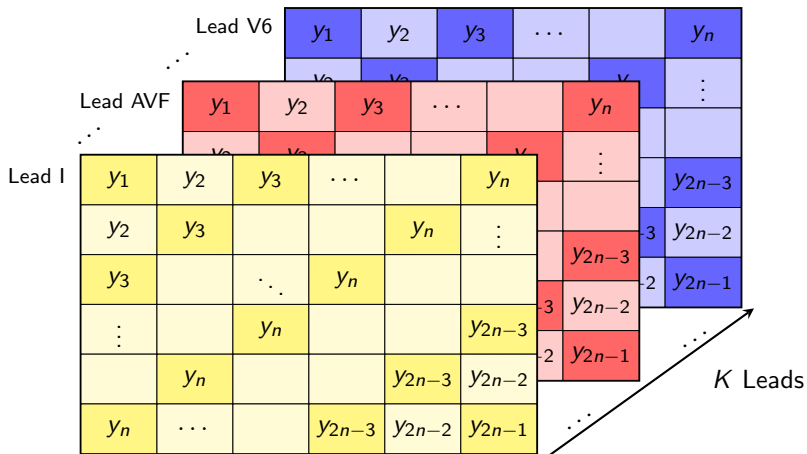 Lead V6 y₁ y₂ y₃ ⋯ yₙ
⋮
Lead AVF y₁ y₂ y₃ ⋯ yₙ
⋮
Lead I y₁ y₂ y₃ ⋯ yₙ y₂ₙ₋₃
y₂ y₃ yₙ ⋮ y₂ₙ₋₂
y₃ ⋱ yₙ y₂ₙ₋₃ y₂ₙ₋₁
⋮ yₙ y₂ₙ₋₃ y₂ₙ₋₂
yₙ y₂ₙ₋₃ y₂ₙ₋₂ y₂ₙ₋₁ K Leads
yₙ ⋯ y₂ₙ₋₃ y₂ₙ₋₂ y₂ₙ₋₁